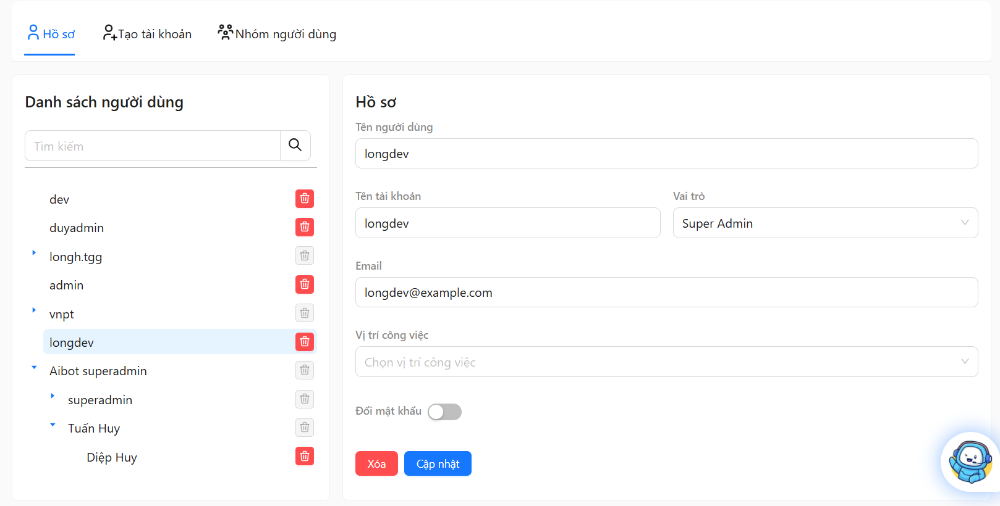 Hồ sơ
Tạo tài khoản
Nhóm người dùng
Danh sách người dùng
Tìm kiếm
dev
duyadmin
longh.tgg
admin
vnpt
longdev
Aibot superadmin
superadmin
Tuấn Huy
Diệp Huy
Hồ sơ
Tên người dùng
longdev
Tên tài khoản
Vai trò
longdev
Super Admin
Email
longdev@example.com
Vị trí công việc
Chọn vị trí công việc
Đổi mật khẩu
Xóa
Cập nhật